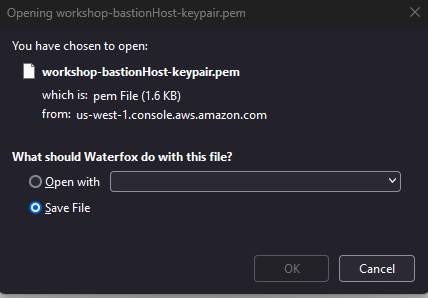 Opening workshop-bastionHost-keypair.pem
You have chosen to open:
workshop-bastionHost-keypair.pem
which is: pem File (1.6 KB)
from: us-west-1.console.aws.amazon.com
What should Waterfox do with this file?
Open with
Save File
OK
Cancel